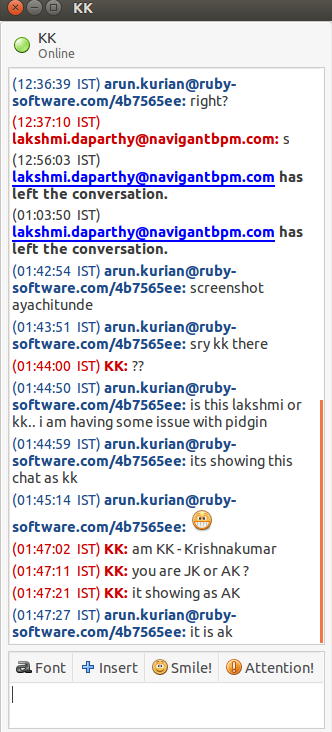 KK
KK
Online
(12:36:39 IST) arun.kurian@ruby-
software.com/4b7565ee: right?
(12:37:10 IST)
lakshmi.daparthy@navigantbpm.com: s
(12:56:03 IST)
lakshmi.daparthy@navigantbpm.com has
left the conversation.
(01:03:50 IST)
lakshmi.daparthy@navigantbpm.com has
left the conversation.
(01:42:54 IST) arun.kurian@ruby-
software.com/4b7565ee: screenshot
ayachitunde
(01:43:51 IST) arun.kurian@ruby-
software.com/4b7565ee: sry kk there
(01:44:00 IST) KK: ??
(01:44:50 IST) arun.kurian@ruby-
software.com/4b7565ee: is this lakshmi or
kk.. i am having some issue with pidgin
(01:44:59 IST) arun.kurian@ruby-
software.com/4b7565ee: its showing this
chat as kk
(01:45:14 IST) arun.kurian@ruby-
software.com/4b7565ee:
(01:47:02 IST) KK: am KK - Krishnakumar
(01:47:11 IST) KK: you are JK or AK ?
(01:47:21 IST) KK: it showing as AK
(01:47:27 IST) arun.kurian@ruby-
software.com/4b7565ee: it is ak
Font Insert Smile! Attention!